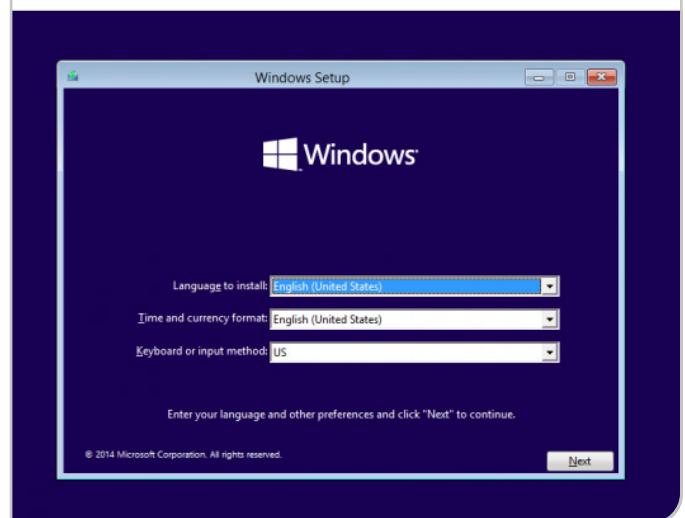 Windows Setup
Windows
Language to install: English (United States)
Time and currency format: English (United States)
Keyboard or input method: US
Enter your language and other preferences and click "Next" to continue.
© 2014 Microsoft Corporation. All rights reserved.
Next